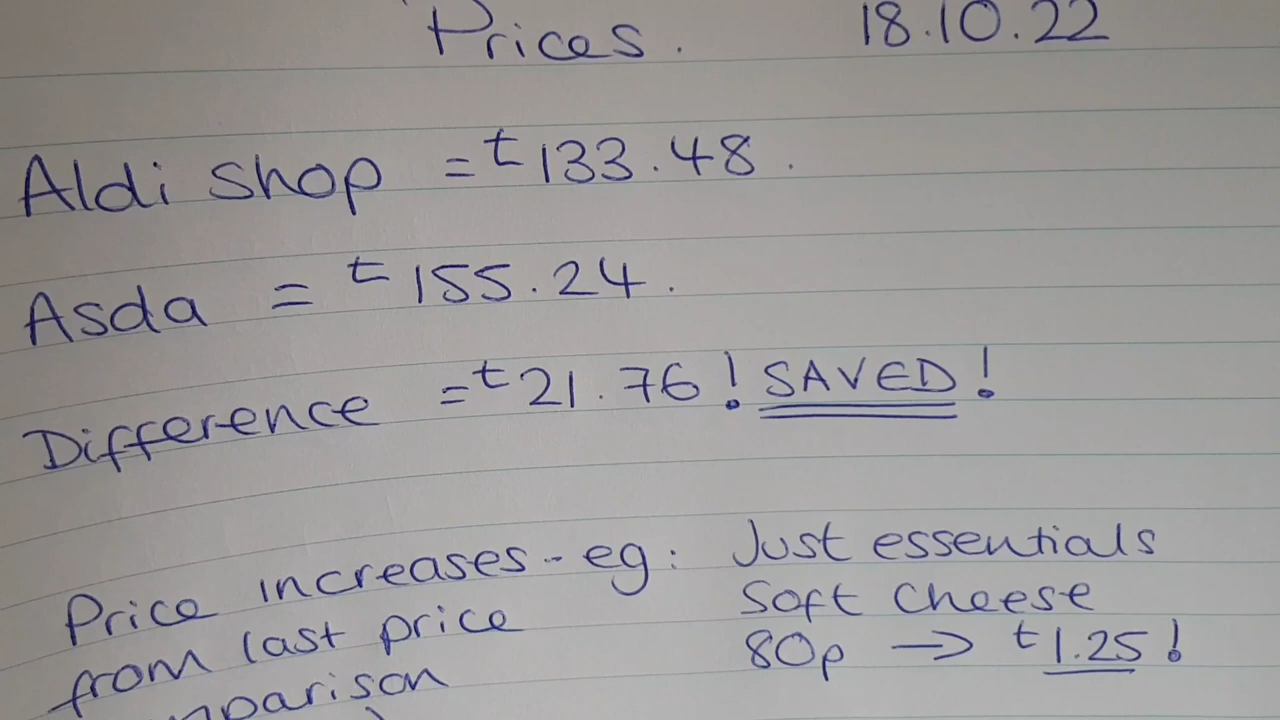 Prices. 18.10.22
Aldi shop = £133.48.
Asda = £155.24.
Difference = £21.76! SAVED!
Price increases - eg: Just essentials
from last price Soft Cheese
80p → £1.25!